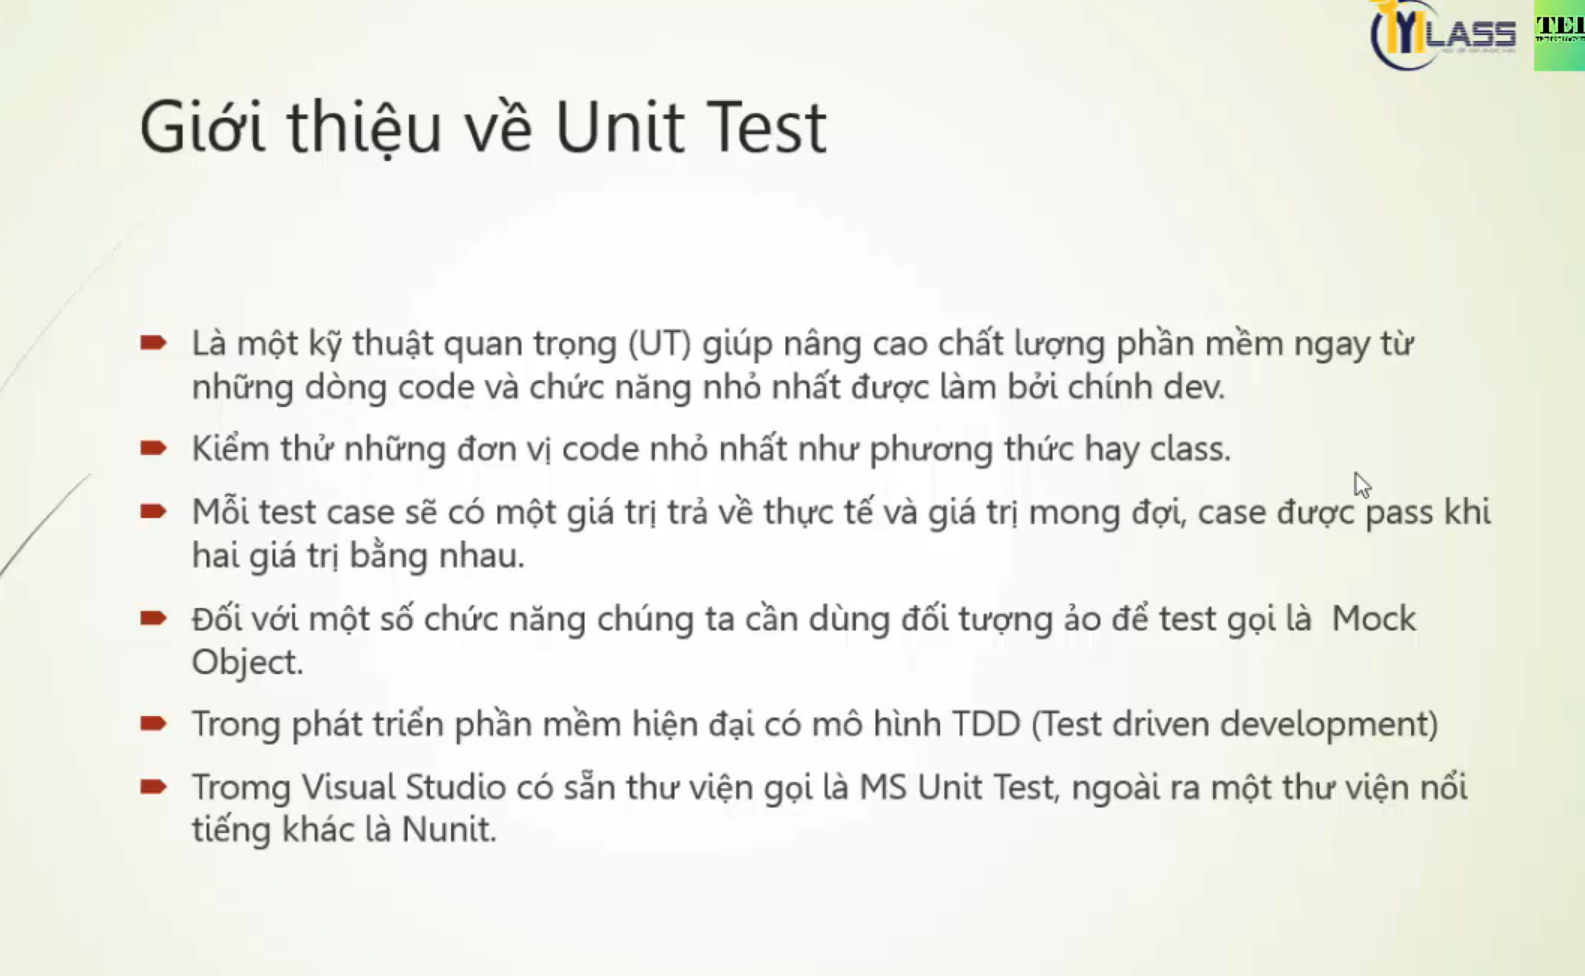 LASS
TEI
Giới thiệu về Unit Test
Là một kỹ thuật quan trọng (UT) giúp nâng cao chất lượng phần mềm ngay từ
những dòng code và chức năng nhỏ nhất được làm bởi chính dev.
Kiểm thử những đơn vị code nhỏ nhất như phương thức hay class.
Mỗi test case sẽ có một giá trị trả về thực tế và giá trị mong đợi, case được pass khi
hai giá trị bằng nhau.
Đối với một số chức năng chúng ta cần dùng đối tượng ảo để test gọi là  Mock
Object.
Trong phát triển phần mềm hiện đại có mô hình TDD (Test driven development)
Tromg Visual Studio có sẵn thư viện gọi là MS Unit Test, ngoài ra một thư viện nổi
tiếng khác là Nunit.